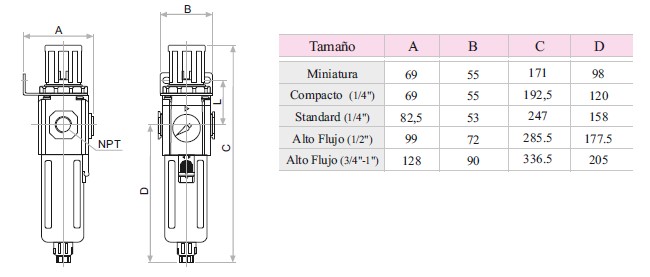 A
B
L
C
D
NPT
Tamaño A B C D
Miniatura 69 55 171 98
Compacto (1/4") 69 55 192,5 120
Standard (1/4") 82,5 53 247 158
Alto Flujo (1/2") 99 72 285.5 177.5
Alto Flujo (3/4"-1") 128 90 336.5 205